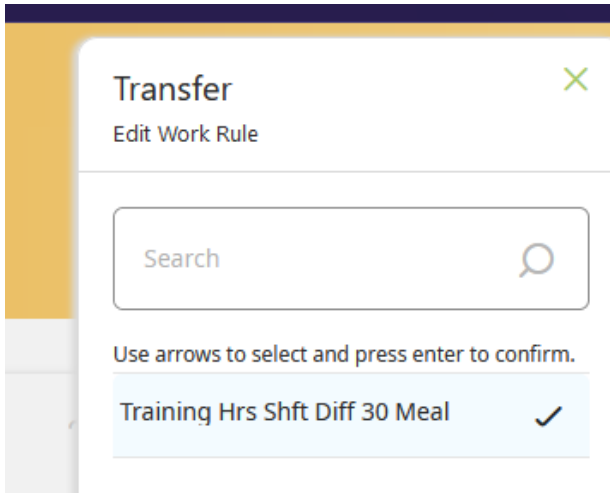 Transfer
Edit Work Rule
Search
Use arrows to select and press enter to confirm.
Training Hrs Shft Diff 30 Meal